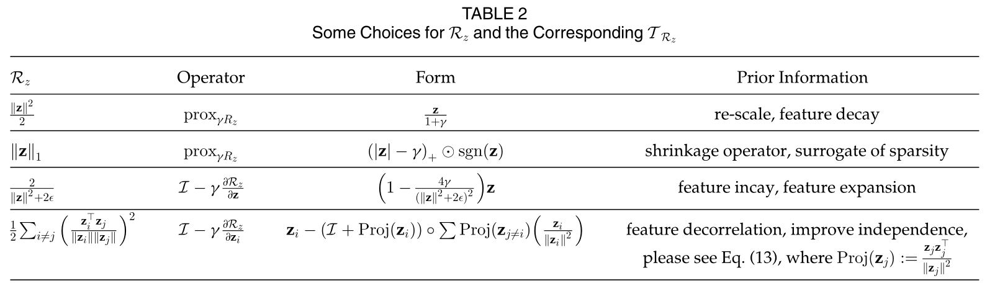 TABLE 2
Some Choices for $\mathcal{R}_z$ and the Corresponding $\mathcal{T}_{\mathcal{R}_z}$
$\mathcal{R}_z$ Operator Form Prior Information
$\frac{\|\mathbf{z}\|^2}{2}$ $\mathrm{prox}_{\gamma R_z}$ $\frac{\mathbf{z}}{1+\gamma}$ re-scale, feature decay
$\|\mathbf{z}\|_1$ $\mathrm{prox}_{\gamma R_z}$ $(|\mathbf{z}| - \gamma)_+ \odot \mathrm{sgn}(\mathbf{z})$ shrinkage operator, surrogate of sparsity
$\frac{2}{\|\mathbf{z}\|^2+2\epsilon}$ $\mathcal{I} - \gamma \frac{\partial \mathcal{R}_z}{\partial \mathbf{z}}$ $\left(1 - \frac{4\gamma}{(\|\mathbf{z}\|^2+2\epsilon)^2}\right)\mathbf{z}$ feature incay, feature expansion
$\frac{1}{2}\sum_{i \neq j}\left(\frac{\mathbf{z}_i^\top \mathbf{z}_j}{\|\mathbf{z}_i\|\|\mathbf{z}_j\|}\right)^2$ $\mathcal{I} - \gamma \frac{\partial \mathcal{R}_z}{\partial \mathbf{z}_i}$ $\mathbf{z}_i - (\mathcal{I} + \mathrm{Proj}(\mathbf{z}_i)) \circ \sum \mathrm{Proj}(\mathbf{z}_{j \neq i})\left(\frac{\mathbf{z}_i}{\|\mathbf{z}_i\|^2}\right)$ feature decorrelation, improve independence,
please see Eq. (13), where $\mathrm{Proj}(\mathbf{z}_j) := \frac{\mathbf{z}_j \mathbf{z}_j^\top}{\|\mathbf{z}_j\|^2}$